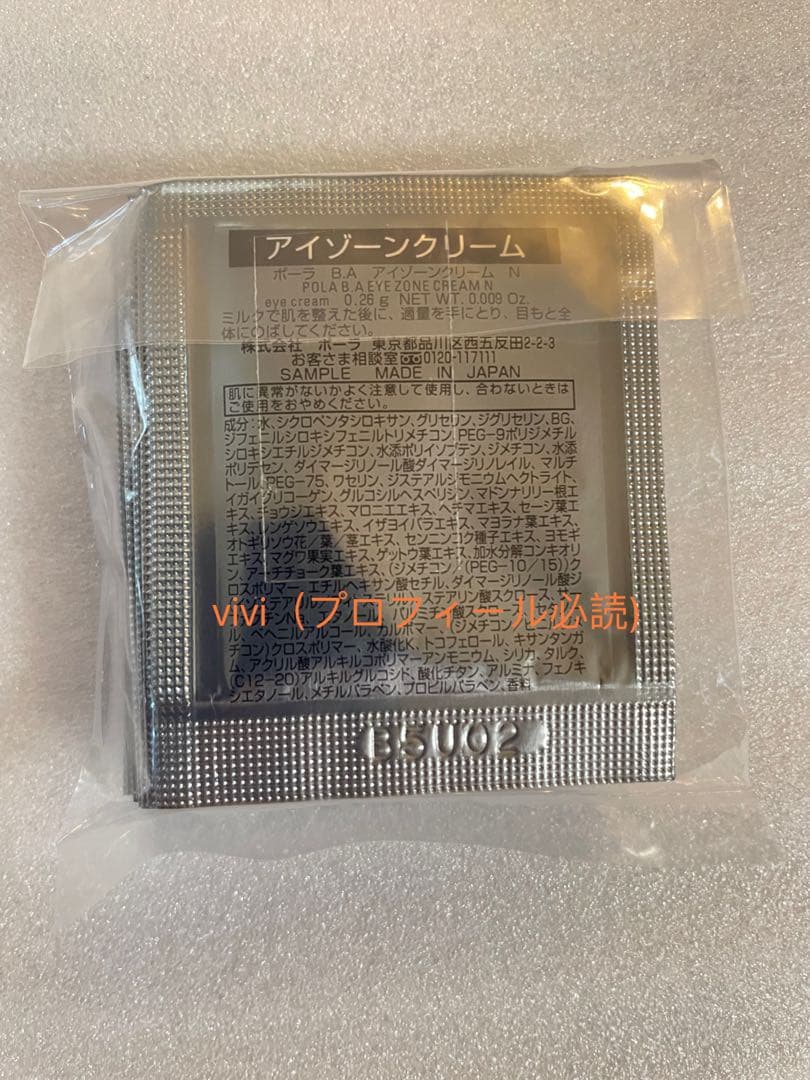 アイゾーンクリーム
ポーラ B.A アイゾーンクリーム N
POLA B.A EYE ZONE CREAM N
eye cream 0.26 g NET WT. 0.009 Oz.
ミルクで肌を整えた後に、適量を手にとり、目もと全
体にのばしてください。
株式会社 ポーラ 東京都品川区西五反田2-2-3
お客さま相談室 0120-117111
SAMPLE MADE IN JAPAN
肌に異常がないかよく注意して使用し、合わないときは
ご使用をおやめください。
成分:水、シクロペンタシロキサン、グリセリン、ジグリセリン、BG、
ジフェニルシロキシフェニルトリメチコン、PEG-9ポリジメチル
シロキシエチルジメチコン、水添ポリイソブテン、ジメチコン、水添
ポリデセン、ダイマージリノール酸ダイマージリノレイル、マルチ
トール、PEG-75、ワセリン、ジステアルジモニウムヘクトライト、
イガイグリコーゲン、グルコシルヘスペリジン、マドンナリリー根エ
キス、チョウジエキス、マロニエエキス、ヘチマエキス、セージ葉エ
キス、レンゲソウエキス、イザヨイバラエキス、マヨラナ葉エキス、
オトギリソウ花/葉/茎エキス、センニンコク種子エキス、ヨモギ
エキス、マグワ果実エキス、ゲットウ葉エキス、加水分解コンキオリ
ン、アーチチョーク葉エキス、(ジメチコン/(PEG-10/15))ク
ロスポリマー、エチルヘキサン酸セチル、ダイマージリノール酸ジ
vivi(プロフィール必読)
ル、ベヘニルアルコール、カルボマー、(ジメチコン/
チコン)クロスポリマー、水酸化K、トコフェロール、キサンタンガ
ム、アクリル酸アルキルコポリマーアンモニウム、シリカ、タルク、
(C12-20)アルキルグルコシド、酸化チタン、アルミナ、フェノキ
シエタノール、メチルパラベン、プロピルパラベン、香料
B5U02